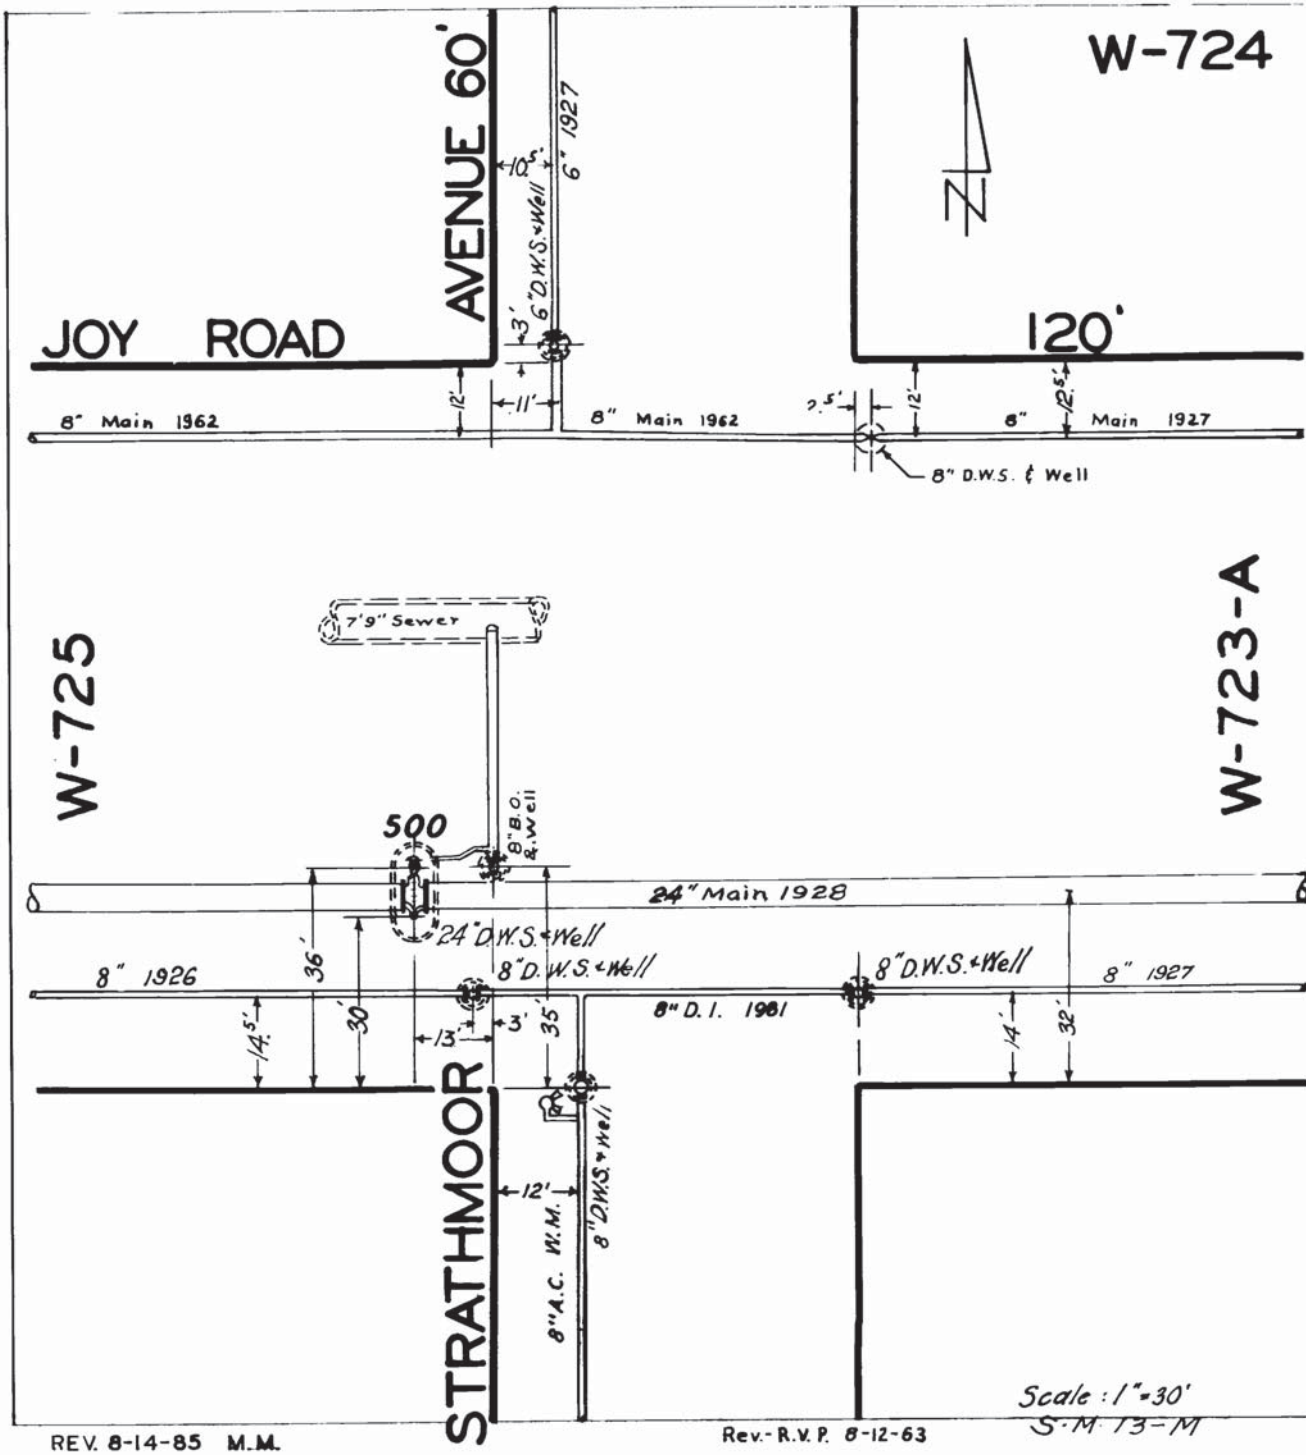 W-724
AVENUE 60'
6" 1927
10.5'
6" D.W.S. & Well
3'
JOY ROAD
120'
12'
11'
12'
12.5'
8" Main 1962
8" Main 1962
8" Main 1927
8" D.W.S. & Well
W-725
W-723-A
7'9" Sewer
N
500
8" B.O. & Well
24" Main 1928
24" D.W.S. & Well
36'
30'
35'
32'
8" 1926
8" D.W.S. & Well
8" D.W.S. & Well
8" 1927
8" D.I. 1981
14.5'
13'
3'
14'
STRATHMOOR
12'
8" A.C. W.M.
8" D.W.S. & Well
Scale : 1"=30'
S.M. 13-M
REV. 8-14-85 M.M.
Rev.-R.V.P. 8-12-63